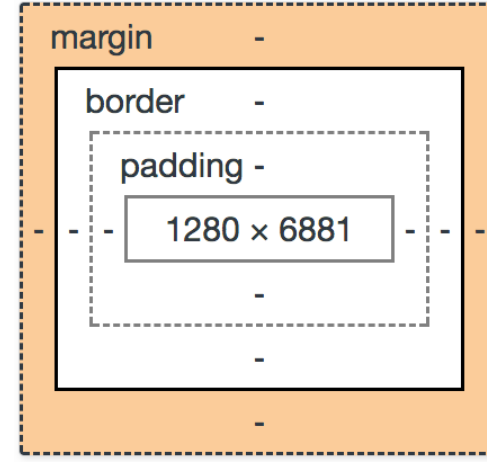 margin -
border -
padding -
- - - 1280 × 6881 - - -
-
-
-